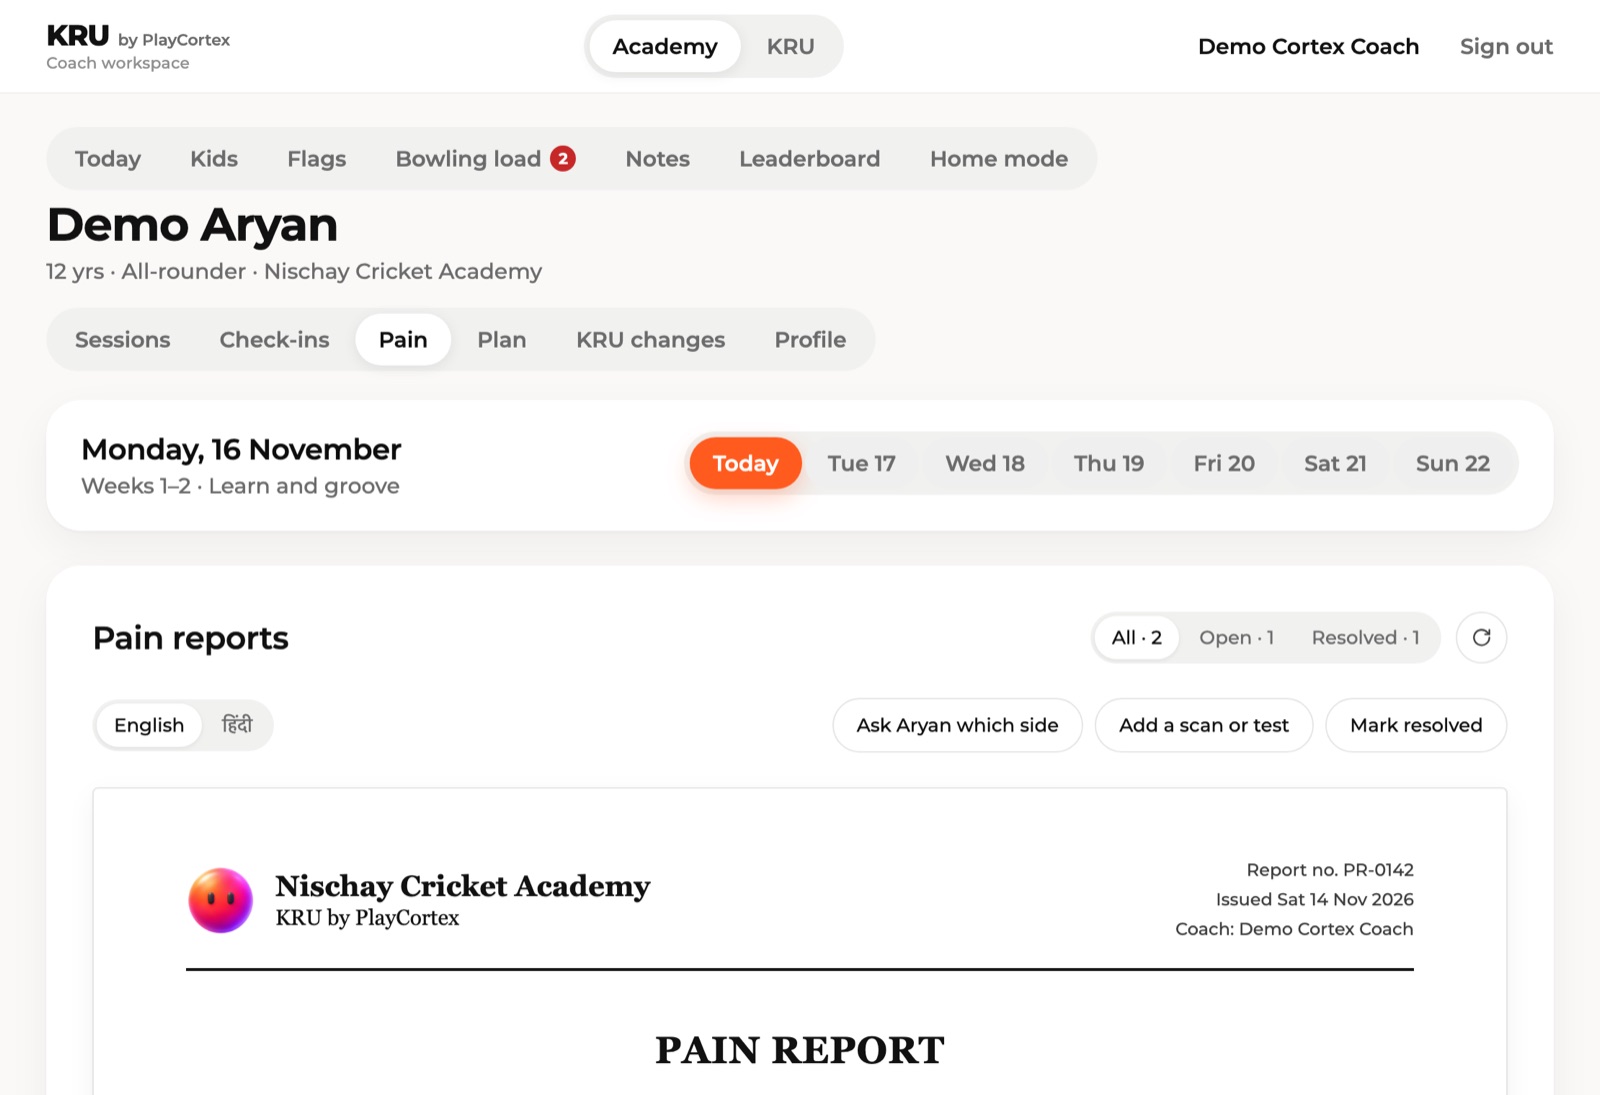 KRU by PlayCortex
Coach workspace
Academy KRU
Demo Cortex Coach Sign out
Today Kids Flags Bowling load 2 Notes Leaderboard Home mode
Demo Aryan
12 yrs · All-rounder · Nischay Cricket Academy
Sessions Check-ins Pain Plan KRU changes Profile
Monday, 16 November
Weeks 1–2 · Learn and groove
Today Tue 17 Wed 18 Thu 19 Fri 20 Sat 21 Sun 22
Pain reports
All · 2 Open · 1 Resolved · 1
English हिंदी
Ask Aryan which side Add a scan or test Mark resolved
Nischay Cricket Academy
KRU by PlayCortex
Report no. PR-0142
Issued Sat 14 Nov 2026
Coach: Demo Cortex Coach
PAIN REPORT